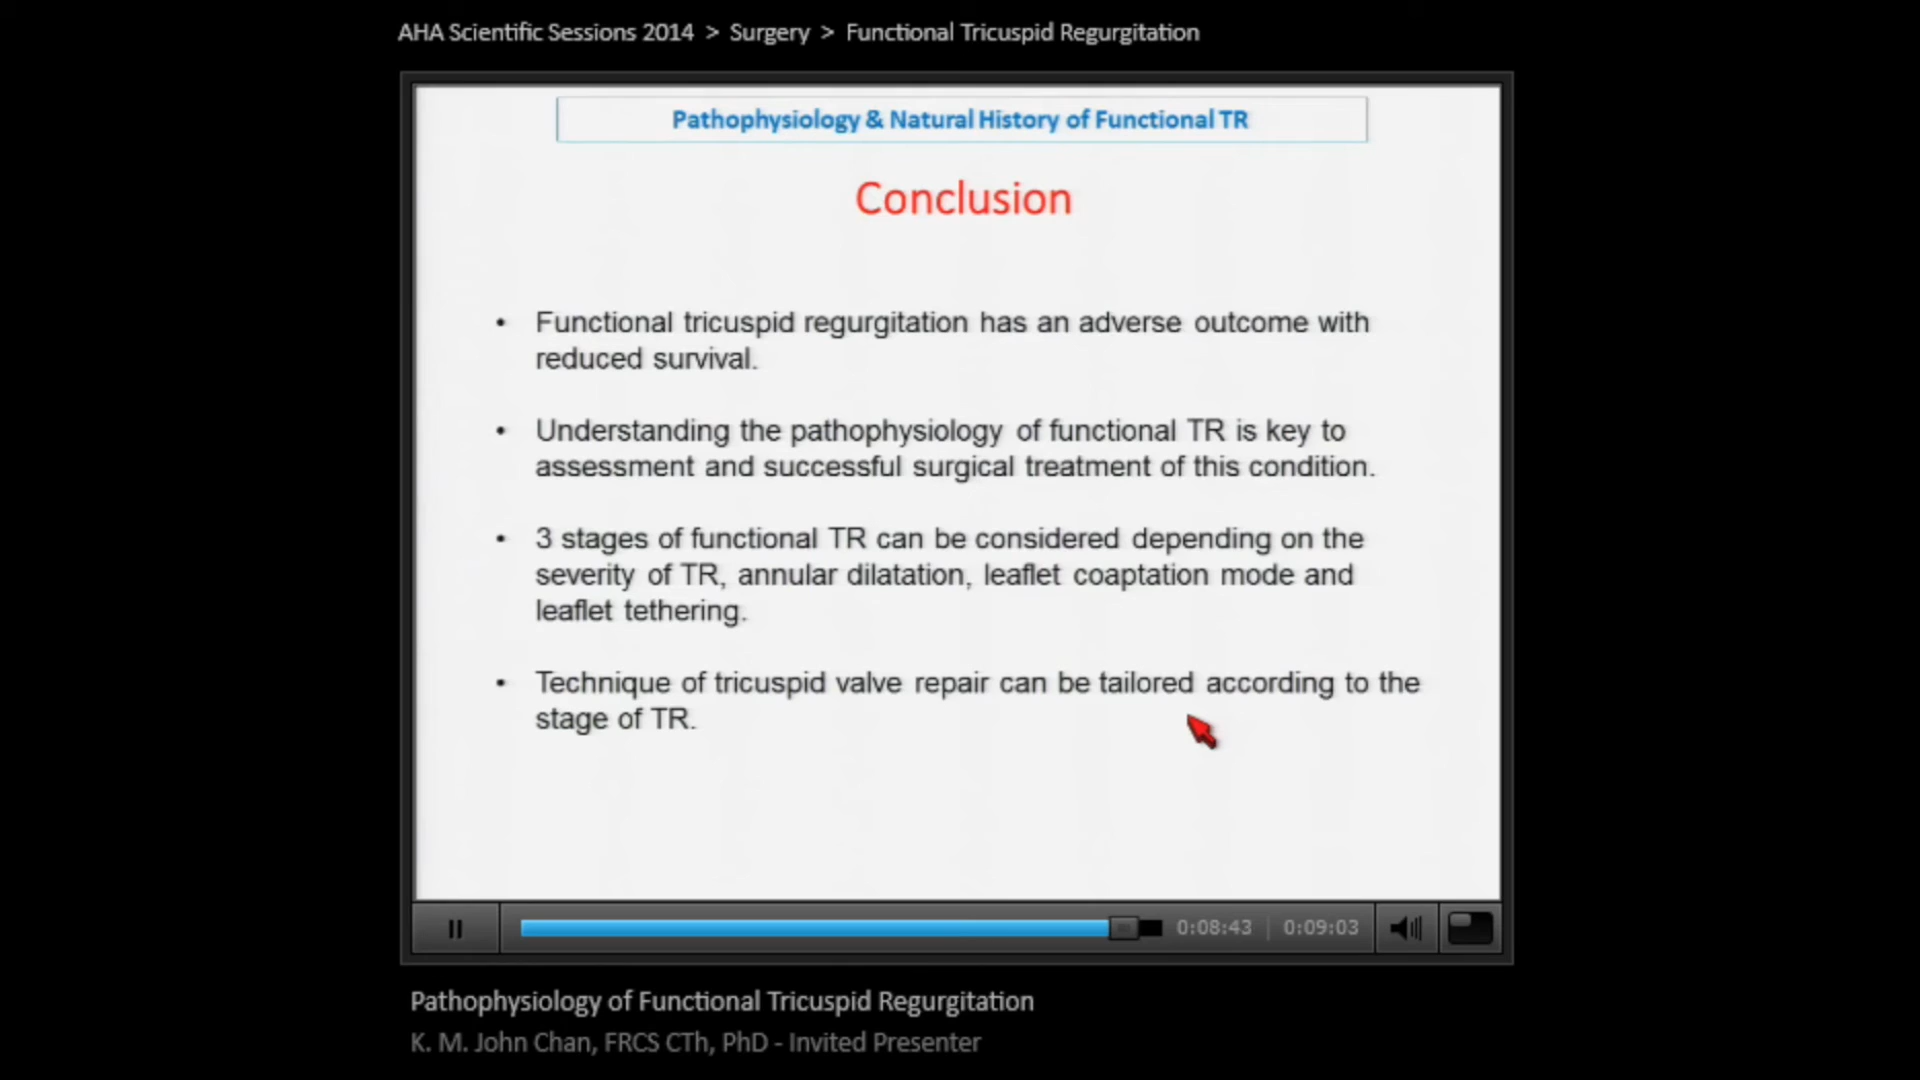 AHA Scientific Sessions 2014 > Surgery > Functional Tricuspid Regurgitation
Pathophysiology & Natural History of Functional TR
Conclusion
• Functional tricuspid regurgitation has an adverse outcome with
reduced survival.
• Understanding the pathophysiology of functional TR is key to
assessment and successful surgical treatment of this condition.
• 3 stages of functional TR can be considered depending on the
severity of TR, annular dilatation, leaflet coaptation mode and
leaflet tethering.
• Technique of tricuspid valve repair can be tailored according to the
stage of TR.
0:08:43 | 0:09:03
Pathophysiology of Functional Tricuspid Regurgitation
K. M. John Chan, FRCS CTh, PhD - Invited Presenter